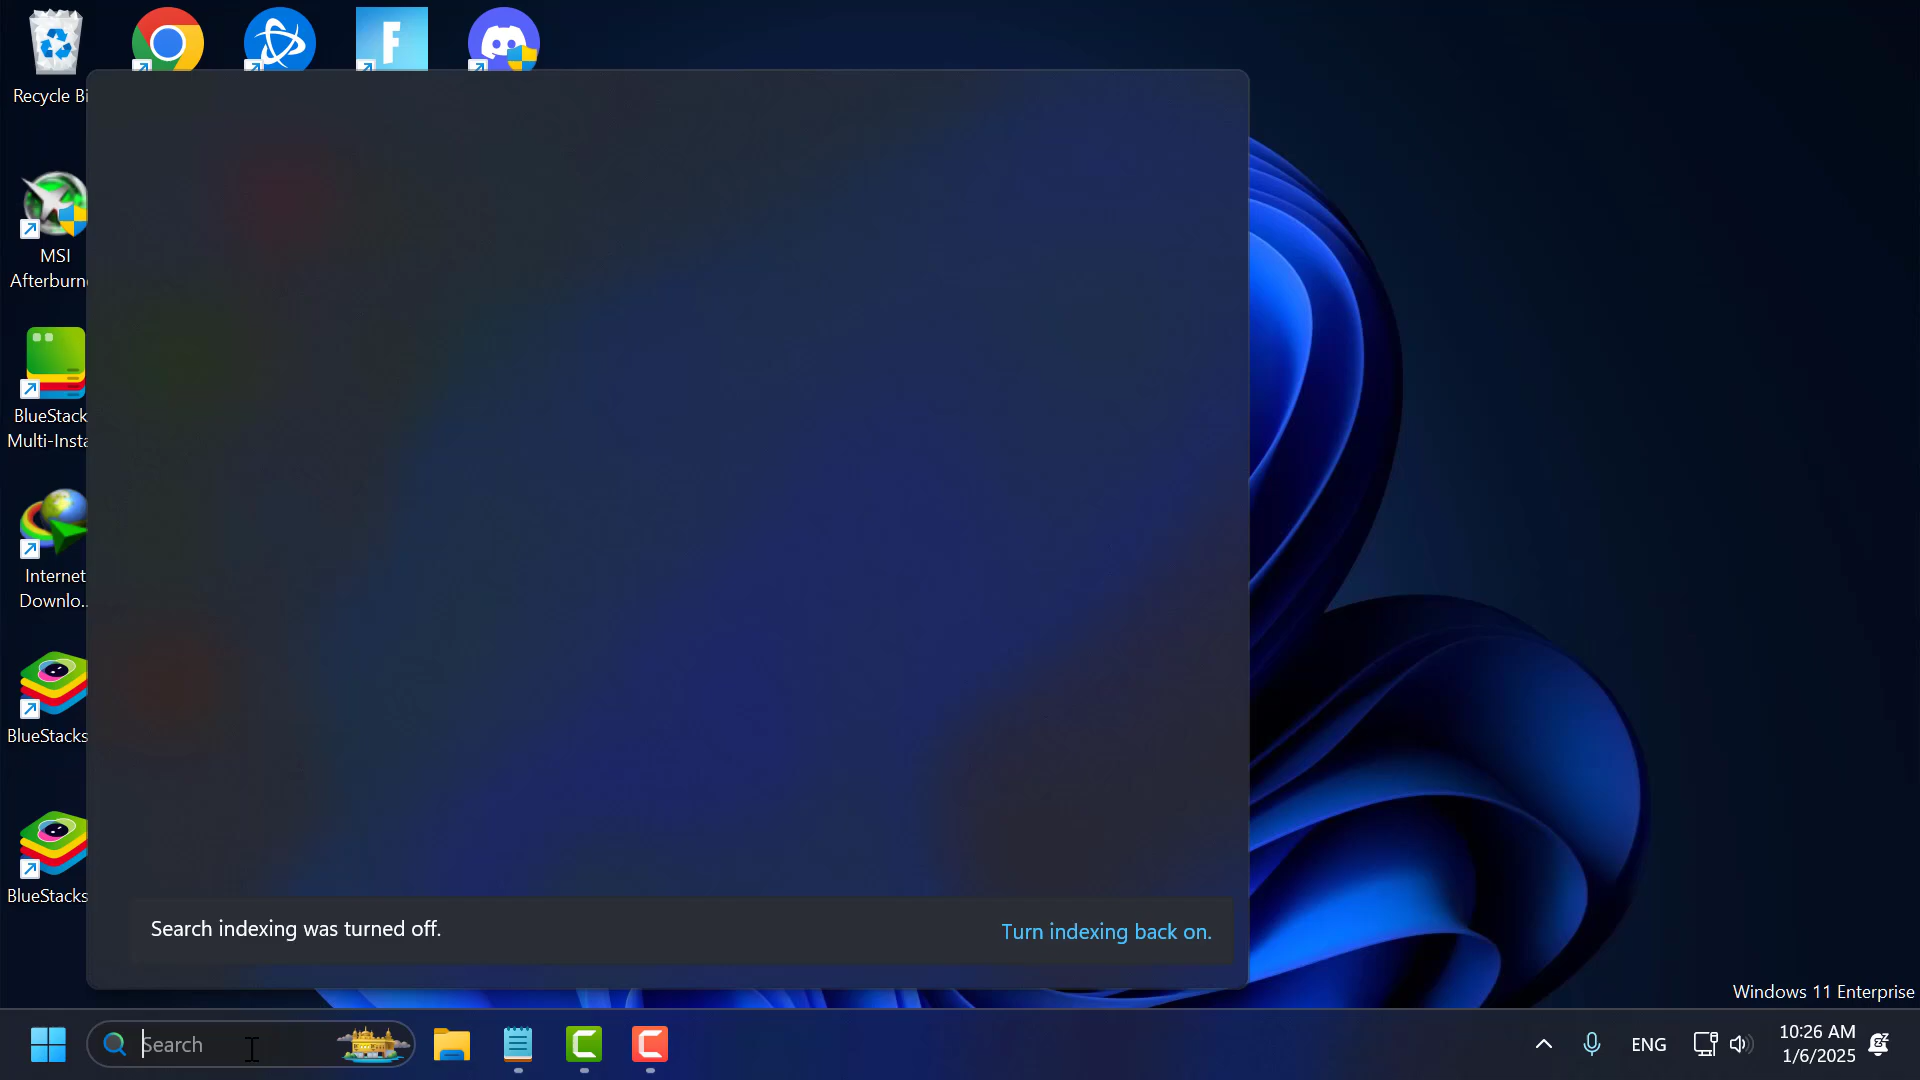 Recycle Bi
MSI
Afterburn
BlueStack
Multi-Insta
Internet
Downlo..
BlueStacks
BlueStacks
Search indexing was turned off.
Turn indexing back on.
Windows 11 Enterprise
Search
ENG
10:26 AM
1/6/2025